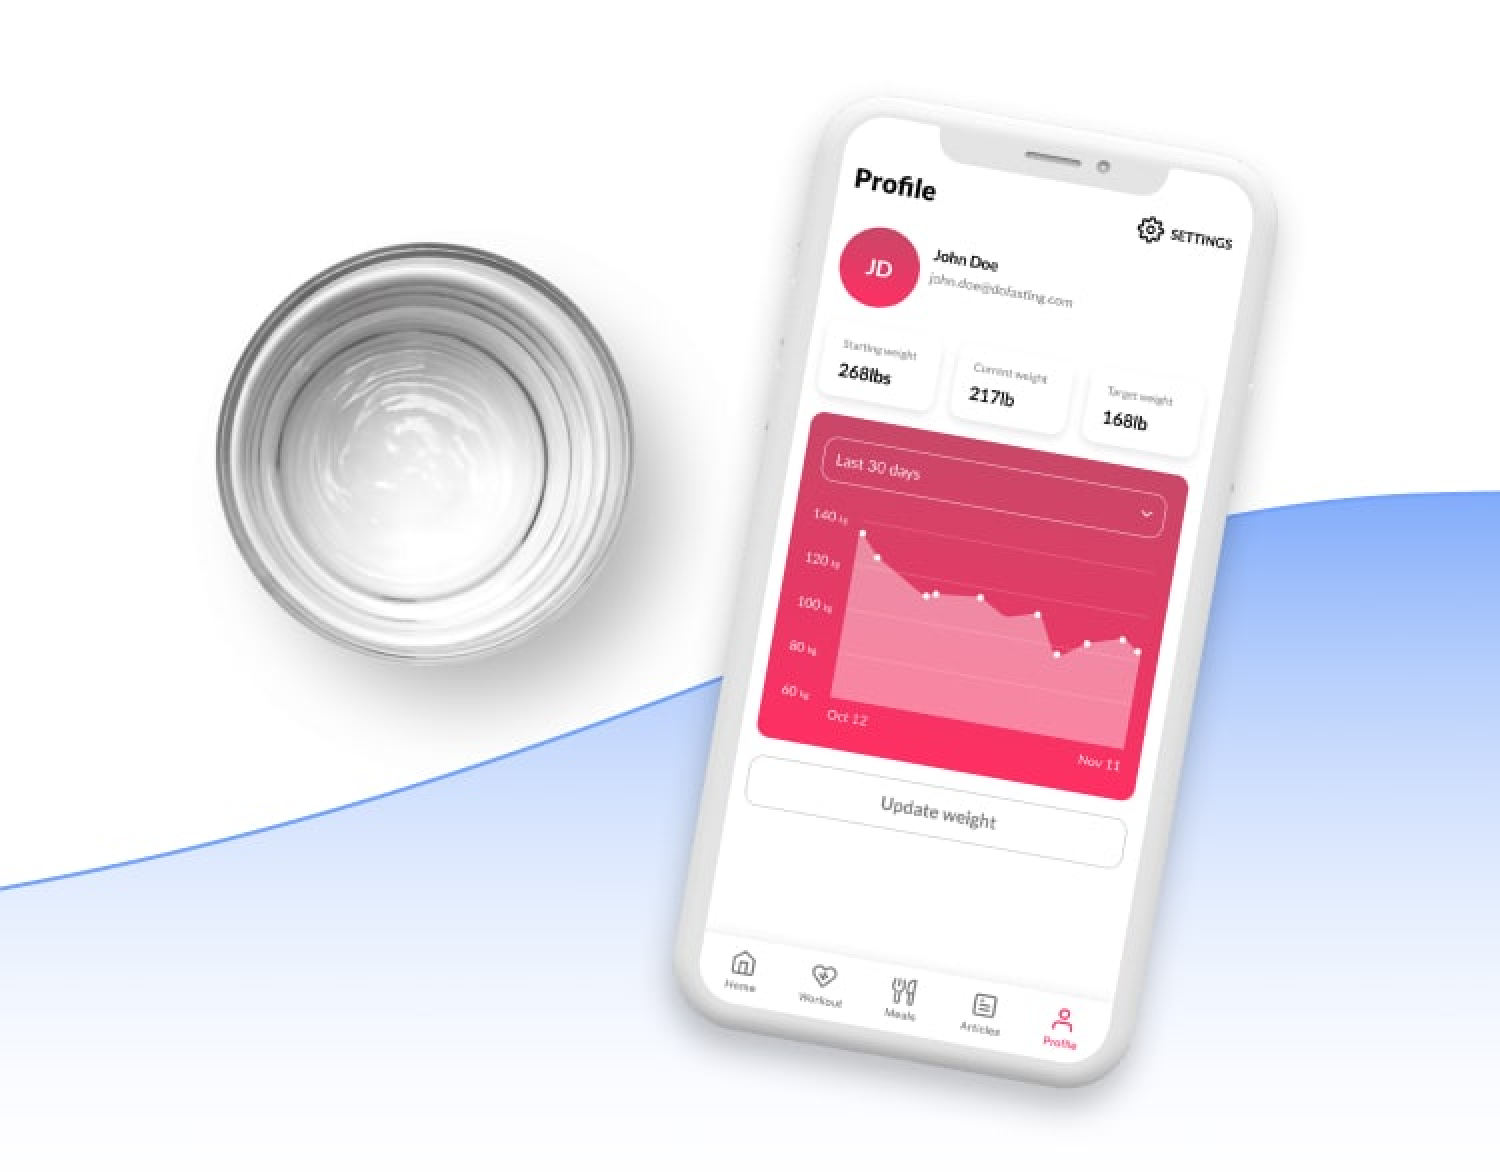 Profile
SETTINGS
JD
John Doe
john.doe@dofasting.com
Starting weight
268lbs
Current weight
217lb
Target weight
168lb
Last 30 days
140 kg
120 kg
100 kg
80 kg
60 kg
Oct 12
Nov 11
Update weight
Home
Workout
Meals
Articles
Profile